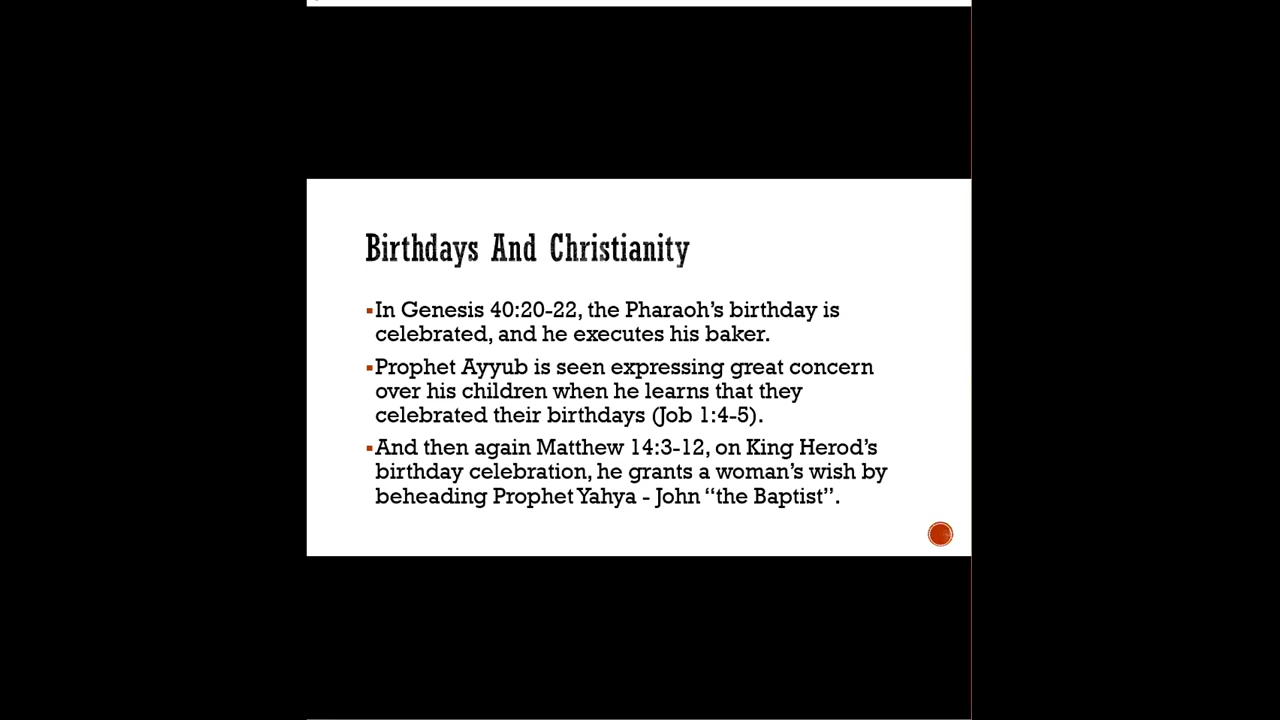 Birthdays And Christianity
▪In Genesis 40:20-22, the Pharaoh’s birthday is
celebrated, and he executes his baker.
▪Prophet Ayyub is seen expressing great concern
over his children when he learns that they
celebrated their birthdays (Job 1:4-5).
▪And then again Matthew 14:3-12, on King Herod’s
birthday celebration, he grants a woman’s wish by
beheading Prophet Yahya - John “the Baptist”.